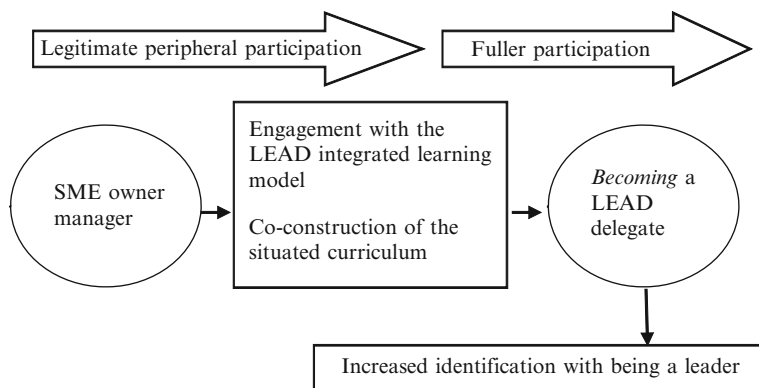 Legitimate peripheral participation
Fuller participation
SME owner
manager
Engagement with the
LEAD integrated learning
model
Co-construction of the
situated curriculum
Becoming a
LEAD
delegate
Increased identification with being a leader